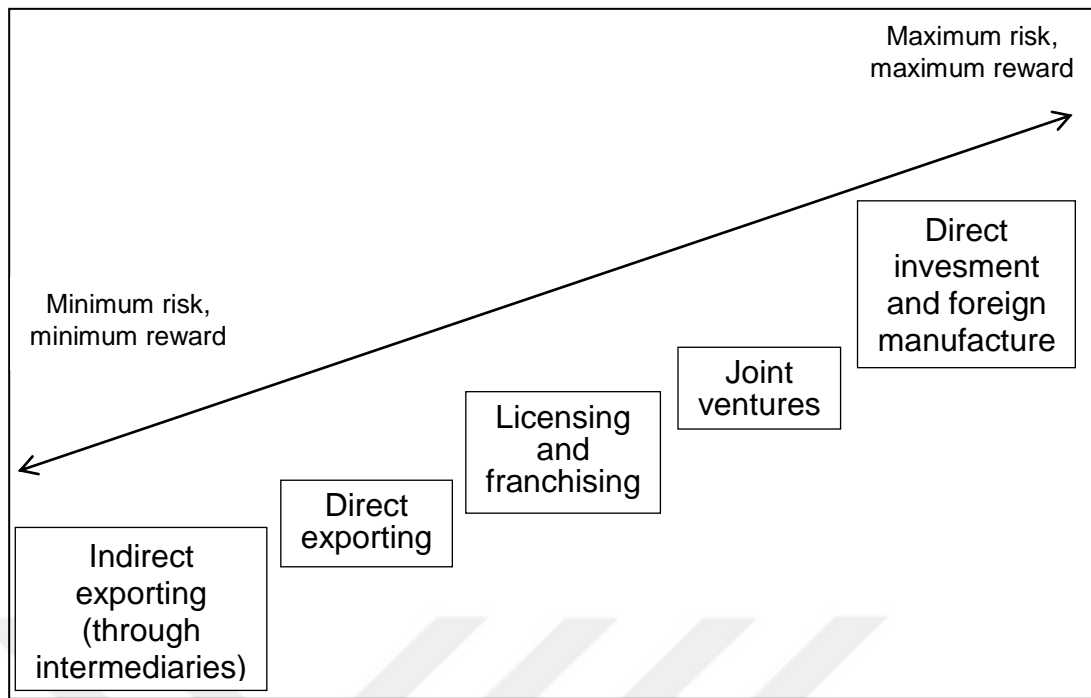 Maximum risk,
maximum reward
Minimum risk,
minimum reward
Direct
invesment
and foreign
manufacture
Joint
ventures
Licensing
and
franchising
Direct
exporting
Indirect
exporting
(through
intermediaries)